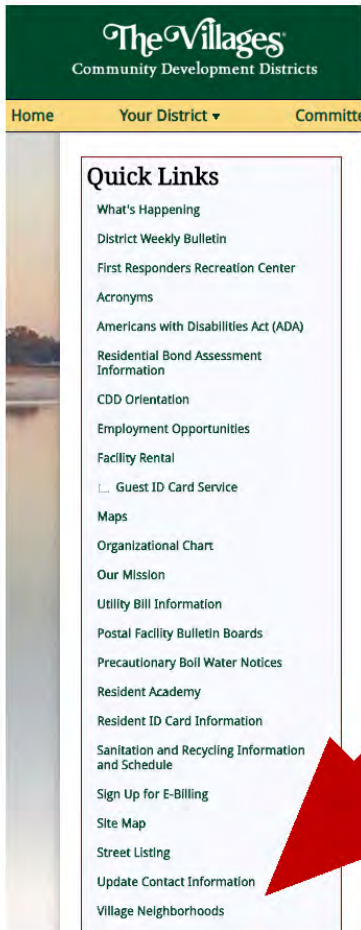 The Villages
Community Development Districts
Home Your District ▾ Committe
Quick Links
What's Happening
District Weekly Bulletin
First Responders Recreation Center
Acronyms
Americans with Disabilities Act (ADA)
Residential Bond Assessment
Information
CDD Orientation
Employment Opportunities
Facility Rental
Guest ID Card Service
Maps
Organizational Chart
Our Mission
Utility Bill Information
Postal Facility Bulletin Boards
Precautionary Boil Water Notices
Resident Academy
Resident ID Card Information
Sanitation and Recycling Information
and Schedule
Sign Up for E-Billing
Site Map
Street Listing
Update Contact Information
Village Neighborhoods